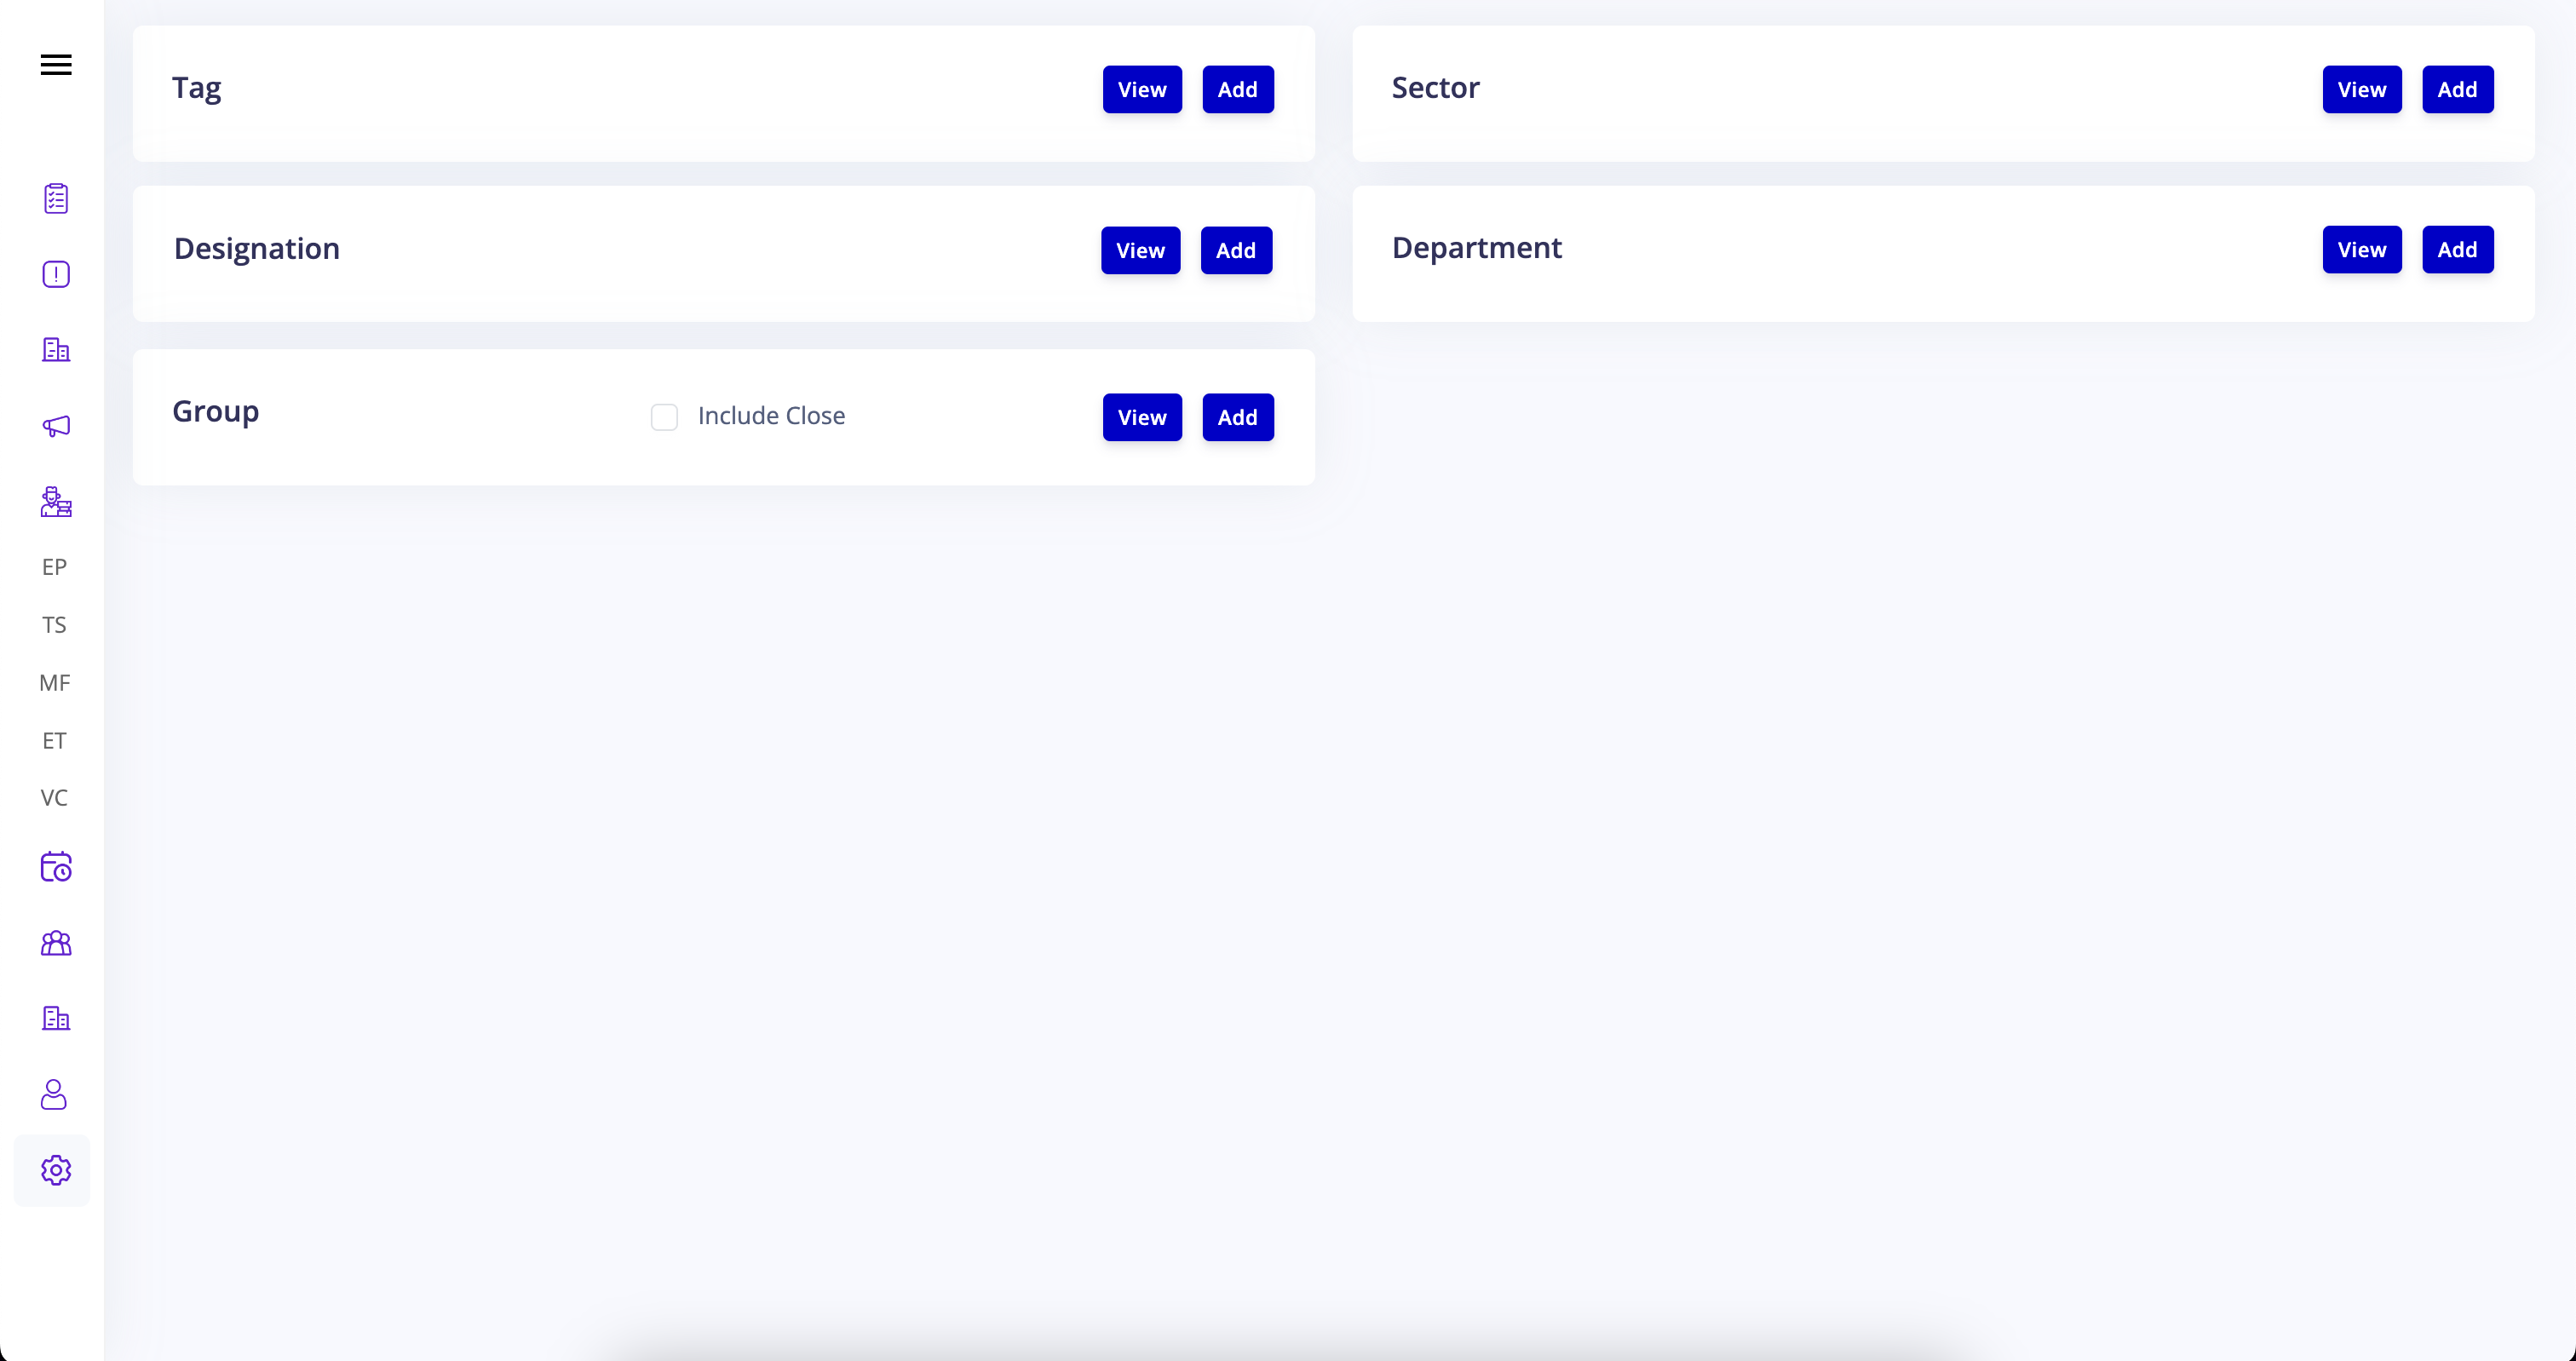 Tag View Add
Sector View Add
Designation View Add
Department View Add
Group Include Close View Add
EP
TS
MF
ET
VC